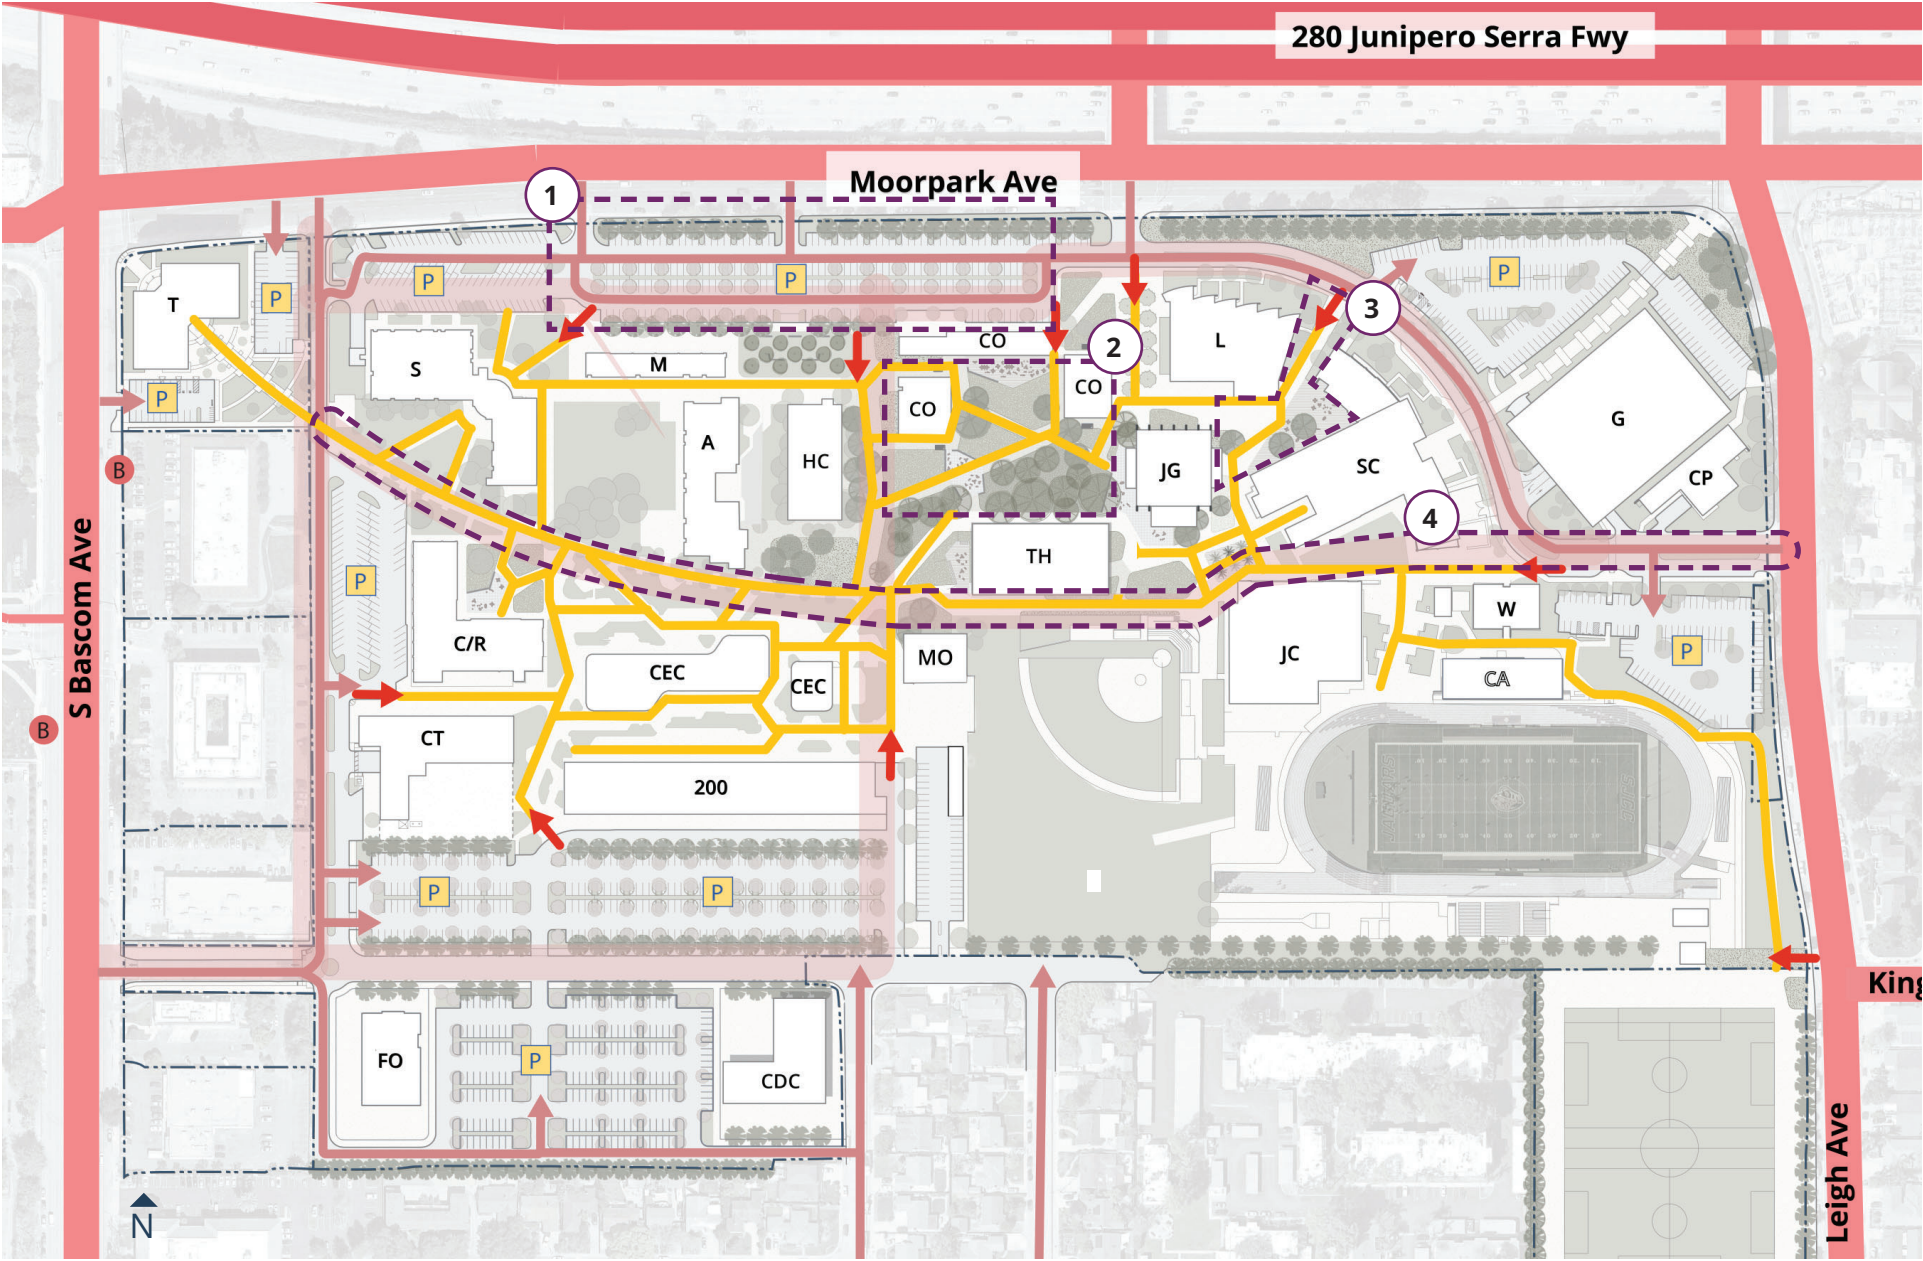 280 Junipero Serra Fwy
Moorpark Ave
1
2
3
4
T
P
P
P
P
P
S
M
CO
CO
CO
L
G
CP
A
HC
JG
SC
B
S Bascom Ave
P
TH
C/R
CEC
CEC
MO
JC
W
CA
P
B
CT
200
P
P
FO
P
CDC
King
Leigh Ave
N